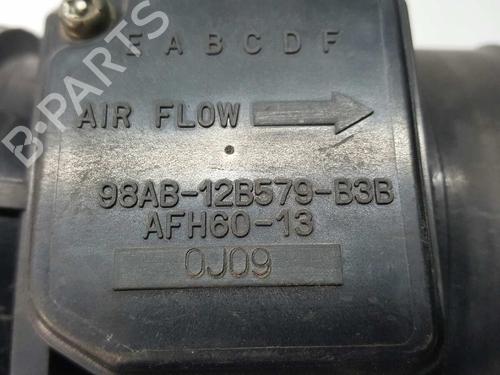 E A B C D F
AIR FLOW
98AB-12B579-B3B
AFH60-13
0J09
B-PARTS